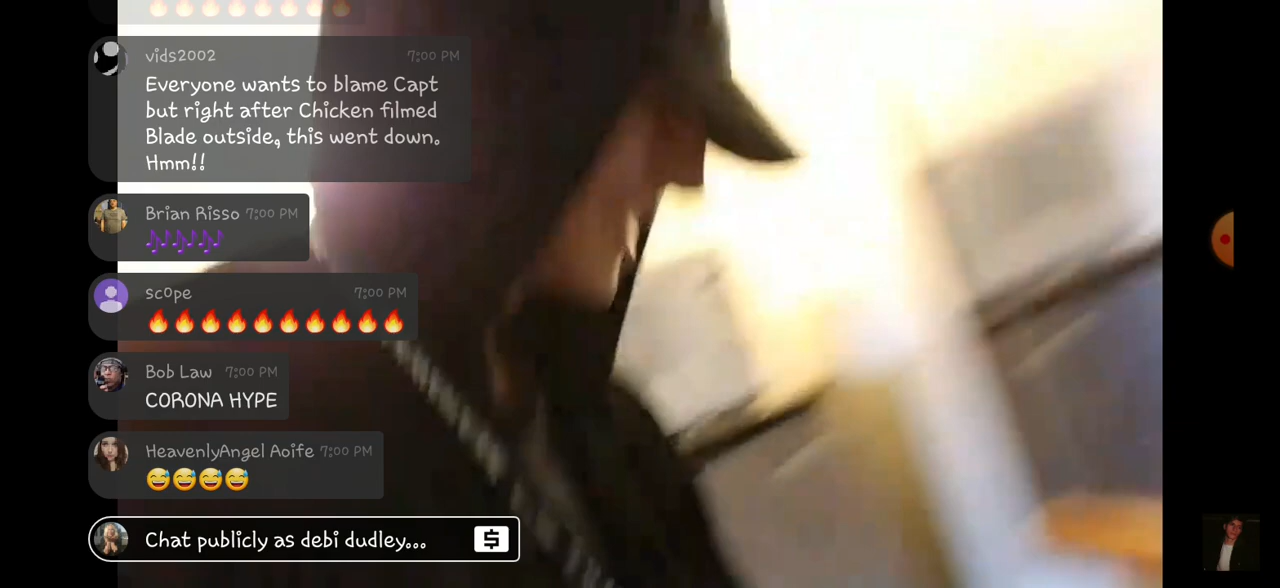 🔥🔥🔥🔥🔥🔥🔥🔥
vids2002 7:00 PM
Everyone wants to blame Capt
but right after Chicken filmed
Blade outside, this went down.
Hmm!!
Brian Risso 7:00 PM
🎶🎶🎶
sc0pe 7:00 PM
🔥🔥🔥🔥🔥🔥🔥🔥🔥🔥
Bob Law 7:00 PM
CORONA HYPE
HeavenlyAngel Aoife 7:00 PM
😅😅😅😅
Chat publicly as debi dudley... $